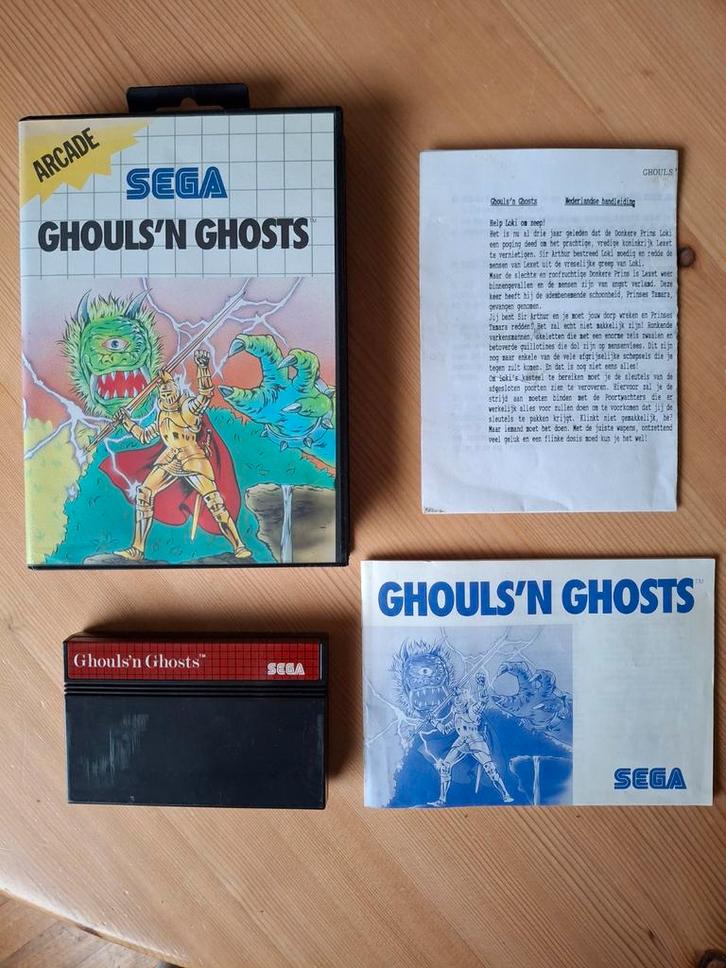 ARCADE
SEGA
GHOULS'N GHOSTS™
GHOULS'
Ghouls'n Ghosts Nederlandse handleiding
Help Loki om zeep!
Het is nu al drie jaar geleden dat de Donkere Prins Loki
een poging deed om het prachtige, vredige koninkrijk Lexet
te vernietigen. Sir Arthur bestreed Loki moedig en redde de
mensen van Lexet uit de vreselijke greep van Loki.
Maar de slechte en roofzuchtige Donkere Prins is Lexet weer
binnengevallen en de mensen zijn van angst verlamd. Deze
keer heeft hij de adembenemende schoonheid, Prinses Tamara,
gevangen genomen.
Jij bent Sir Arthur en je moet jouw dorp wreken en Prinses
Tamara redden! Het zal echt niet makkelijk zijn! Honkende
varkensmannen, skeletten die met een enorme zeis zwaaien en
betoverde guillotines die dol zijn op mensenvlees. Dit zijn
nog maar enkele van de vele afgrijselijke schepsels die je
tegen zult komen. En dat is nog niet eens alles!
Om Loki's kasteel te bereiken moet je de sleutels van de
afgesloten poorten zien te veroveren. Hiervoor zal je de
strijd aan moeten binden met de Poortwachters die er
werkelijk alles voor zullen doen om te voorkomen dat jij de
sleutels te pakken krijgt. Klinkt niet gemakkelijk, hè?
Maar iemand moet het doen. Met de juiste wapens, ontzettend
veel geluk en een flinke dosis moed kun je het wel!
GHOULS'N GHOSTS™
SEGA
Ghouls'n Ghosts™
SEGA